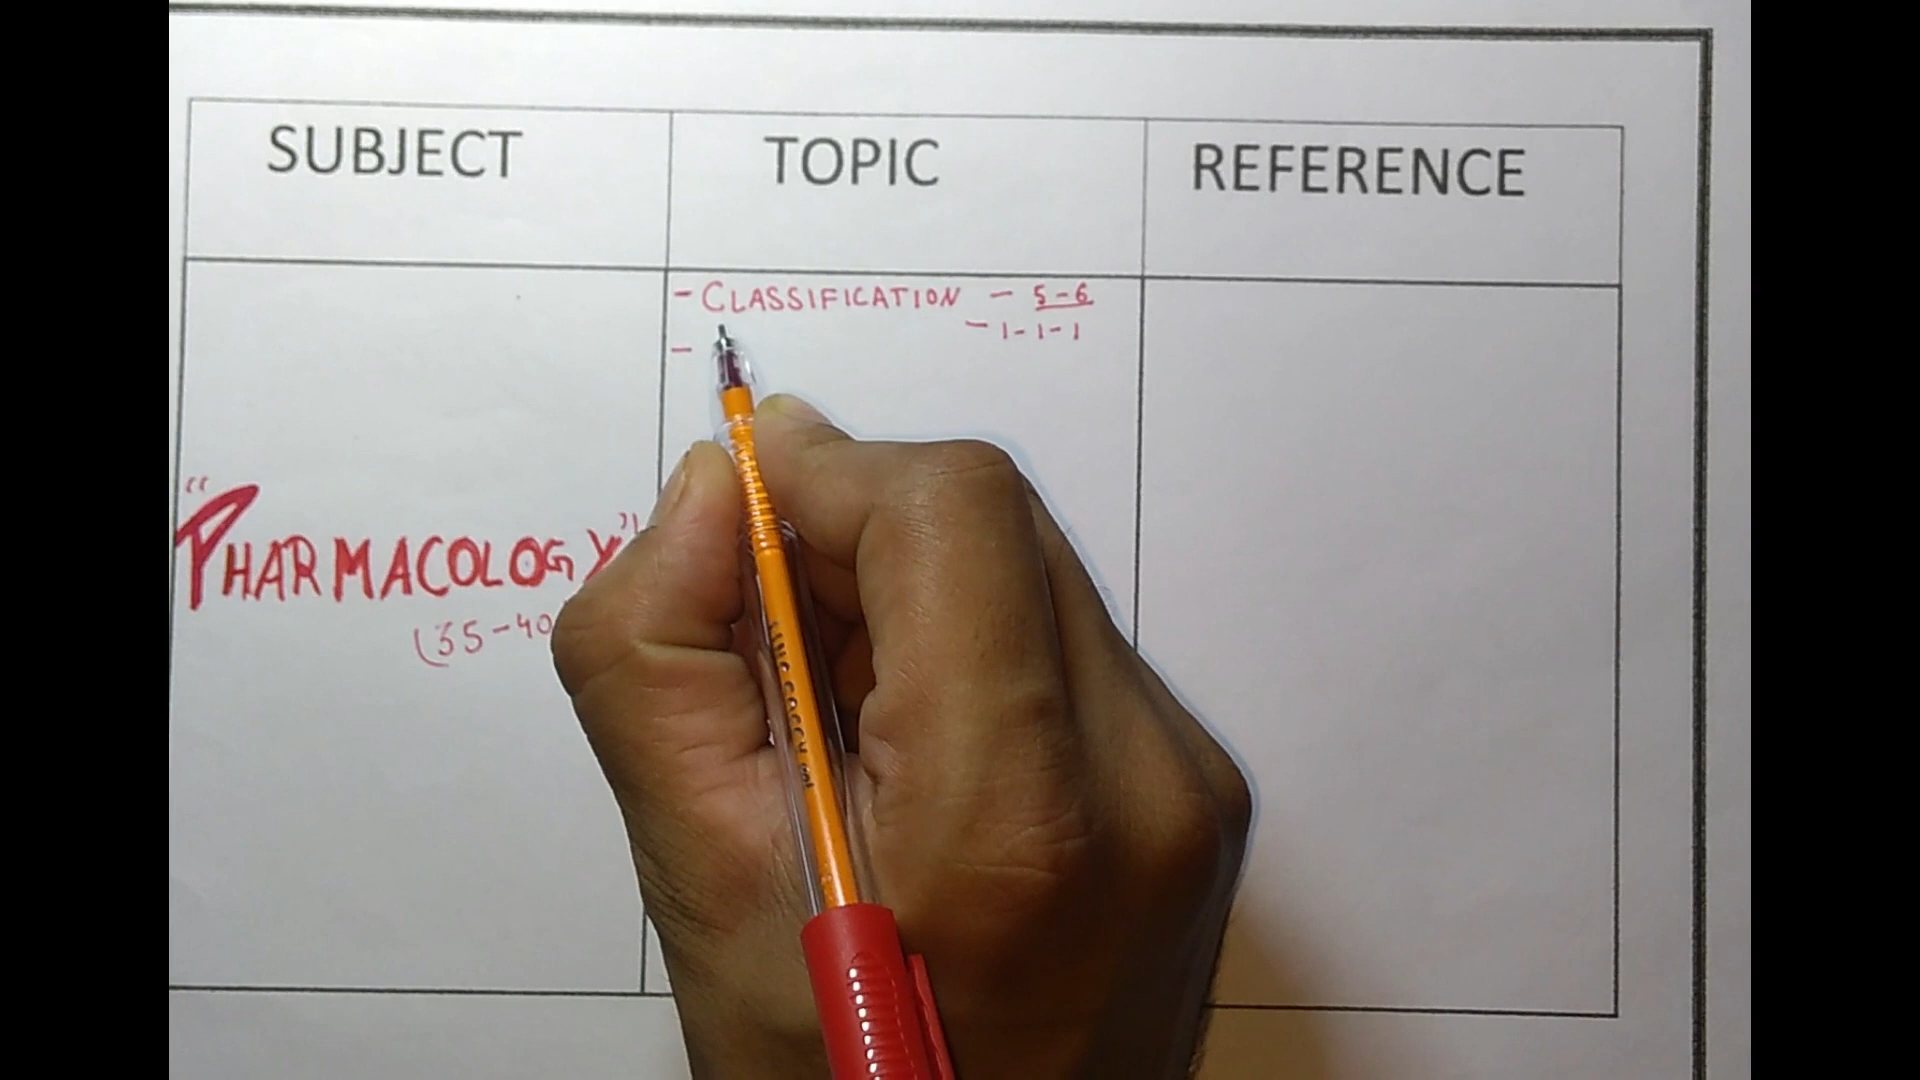 SUBJECT TOPIC REFERENCE
- CLASSIFICATION - 5-6
- 1-1-1
-
"PHARMACOLOGY"
(35-40